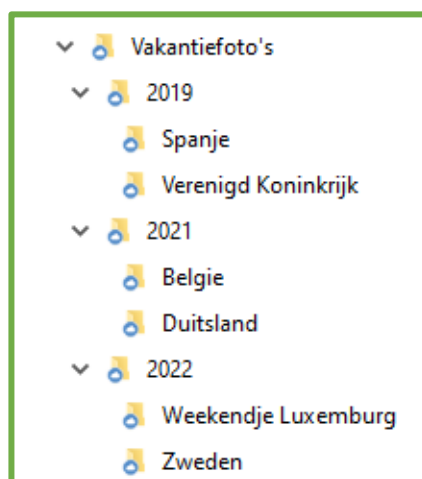 Vakantiefoto's
2019
Spanje
Verenigd Koninkrijk
2021
Belgie
Duitsland
2022
Weekendje Luxemburg
Zweden